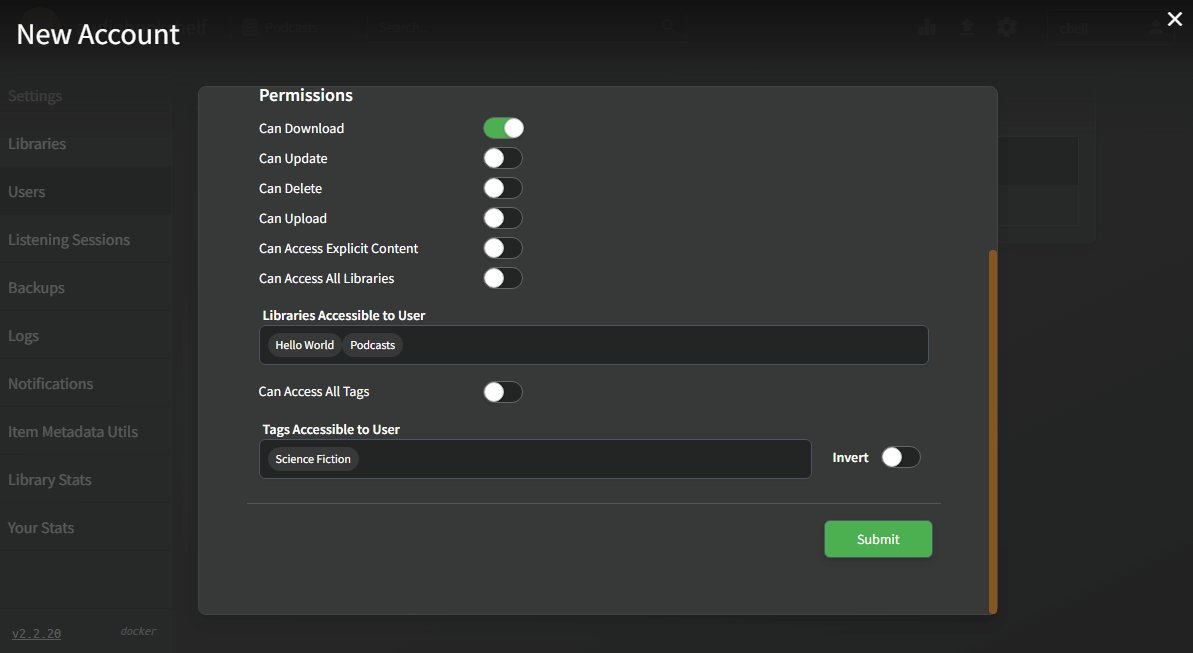 New Account
Podcasts
Search..
chell
Settings
Libraries
Users
Listening Sessions
Backups
Logs
Notifications
Item Metadata Utils
Library Stats
Your Stats
v2.2.20
docker
Permissions
Can Download
Can Update
Can Delete
Can Upload
Can Access Explicit Content
Can Access All Libraries
Libraries Accessible to User
Hello World Podcasts
Can Access All Tags
Tags Accessible to User
Science Fiction
Invert
Submit